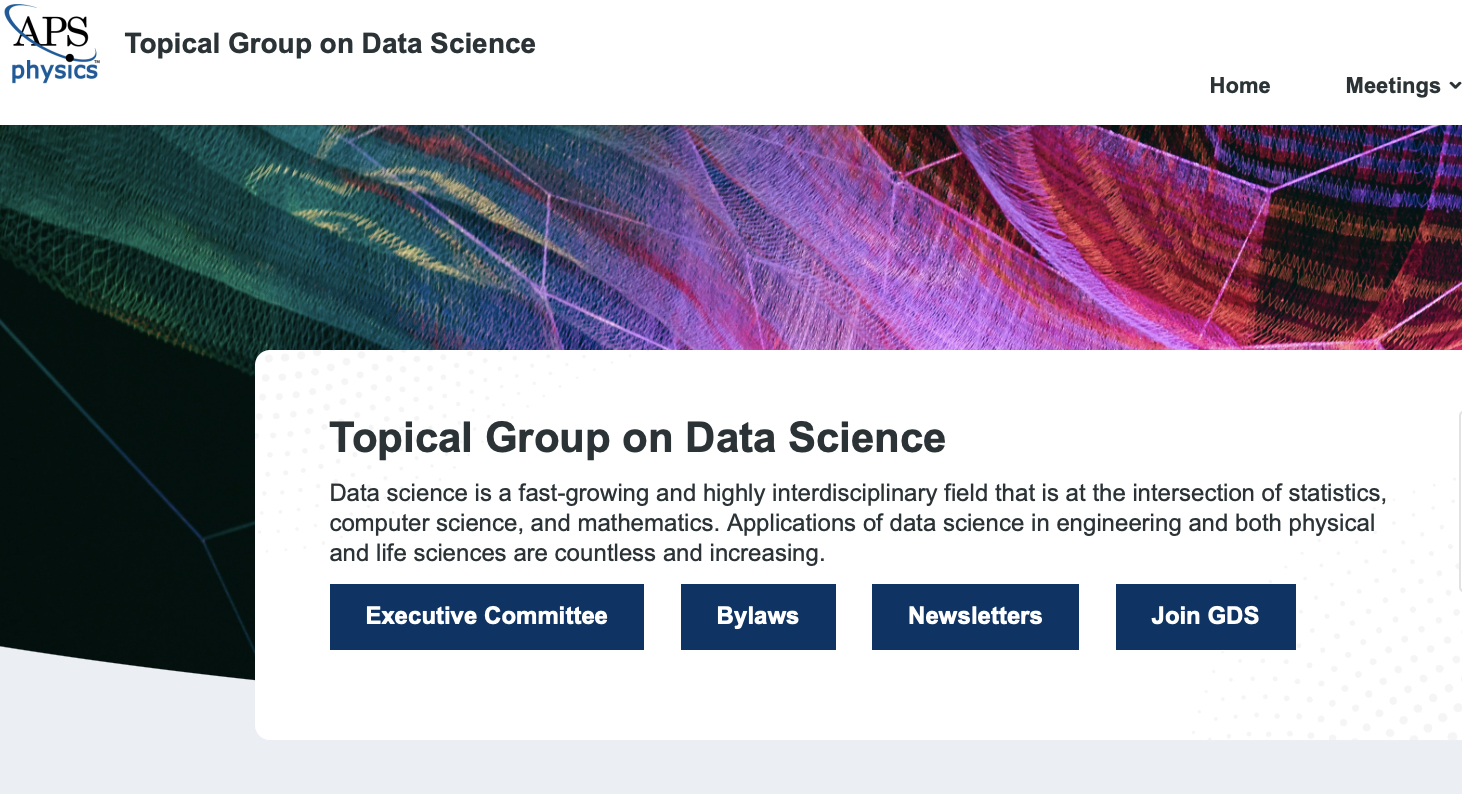 APS
physics™
Topical Group on Data Science
Home
Meetings
Topical Group on Data Science
Data science is a fast-growing and highly interdisciplinary field that is at the intersection of statistics,
computer science, and mathematics. Applications of data science in engineering and both physical
and life sciences are countless and increasing.
Executive Committee
Bylaws
Newsletters
Join GDS